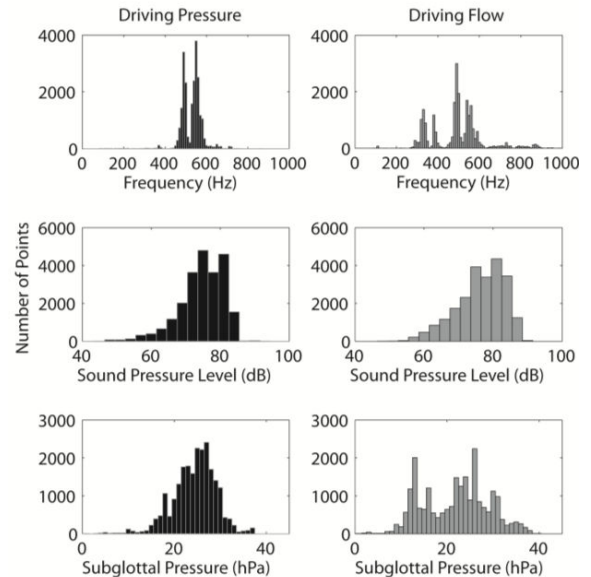 Driving Pressure Driving Flow
4000 4000
2000 2000
0 0
0 200 400 600 800 1000 0 200 400 600 800 1000
Frequency (Hz) Frequency (Hz)
Number of Points
6000 6000
4000 4000
2000 2000
0 0
40 60 80 100 40 60 80 100
Sound Pressure Level (dB) Sound Pressure Level (dB)
3000 3000
2000 2000
1000 1000
0 0
0 20 40 0 20 40
Subglottal Pressure (hPa) Subglottal Pressure (hPa)